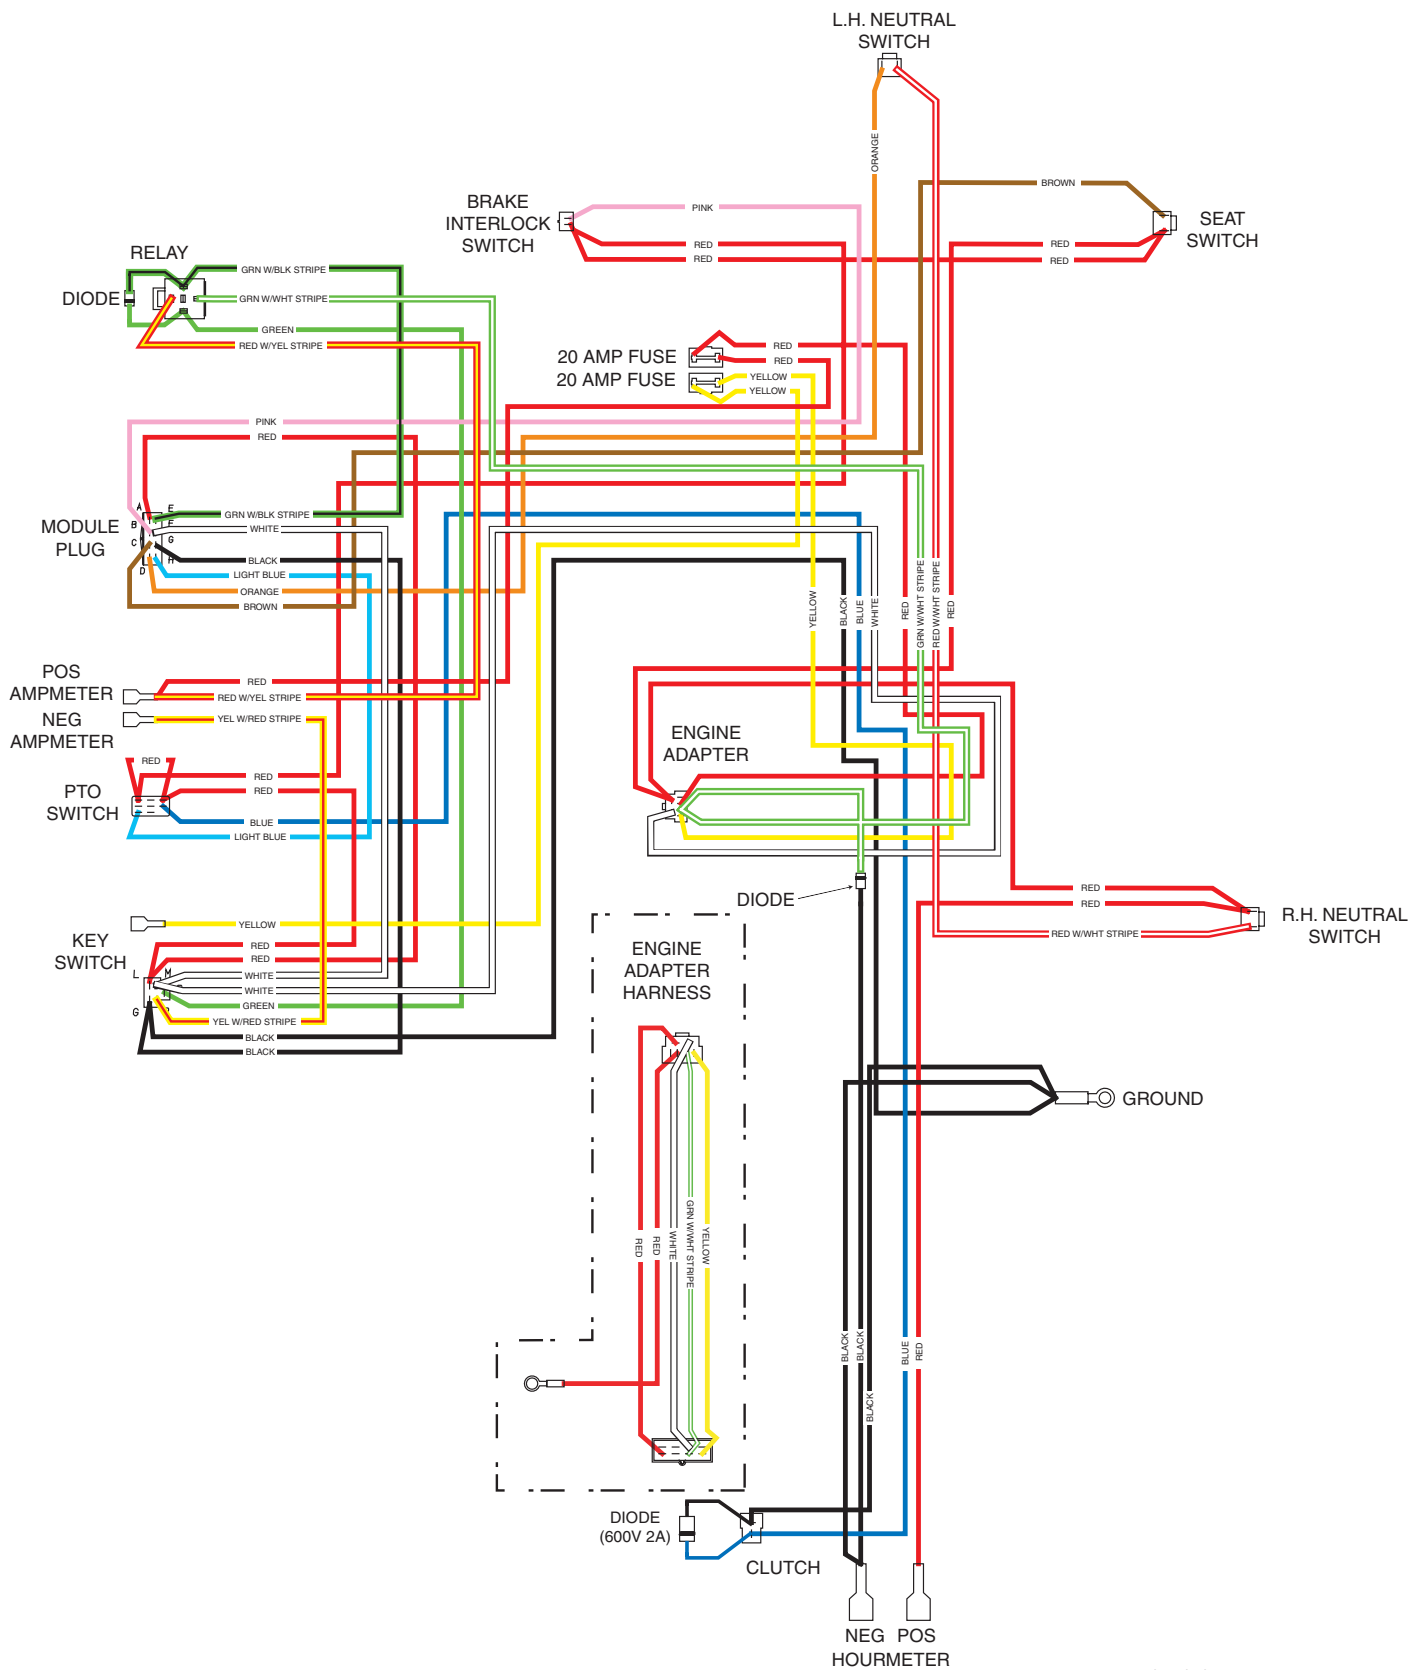 L.H. NEUTRAL
SWITCH
ORANGE
BROWN
BRAKE
INTERLOCK
SWITCH
PINK
RED
RED
RED
RED
SEAT
SWITCH
RELAY
DIODE
GRN W/BLK STRIPE
GRN W/WHT STRIPE
GREEN
RED W/YEL STRIPE
20 AMP FUSE
20 AMP FUSE
RED
RED
YELLOW
YELLOW
PINK
RED
MODULE
PLUG
A
B
C
D
E
F
G
H
GRN W/BLK STRIPE
WHITE
BLACK
LIGHT BLUE
ORANGE
BROWN
YELLOW
BLACK
BLUE
WHITE
RED
GRN W/WHT STRIPE
RED W/WHT STRIPE
RED
POS
AMPMETER
NEG
AMPMETER
RED
RED W/YEL STRIPE
YEL W/RED STRIPE
ENGINE
ADAPTER
PTO
SWITCH
RED
RED
RED
BLUE
LIGHT BLUE
DIODE
RED
RED
RED W/WHT STRIPE
R.H. NEUTRAL
SWITCH
KEY
SWITCH
L
M
G
YELLOW
RED
RED
WHITE
WHITE
GREEN
YEL W/RED STRIPE
BLACK
BLACK
ENGINE
ADAPTER
HARNESS
GROUND
RED
RED
WHITE
GRN W/WHT STRIPE
YELLOW
BLACK
BLACK
BLACK
BLUE
RED
DIODE
(600V 2A)
CLUTCH
NEG POS
HOURMETER